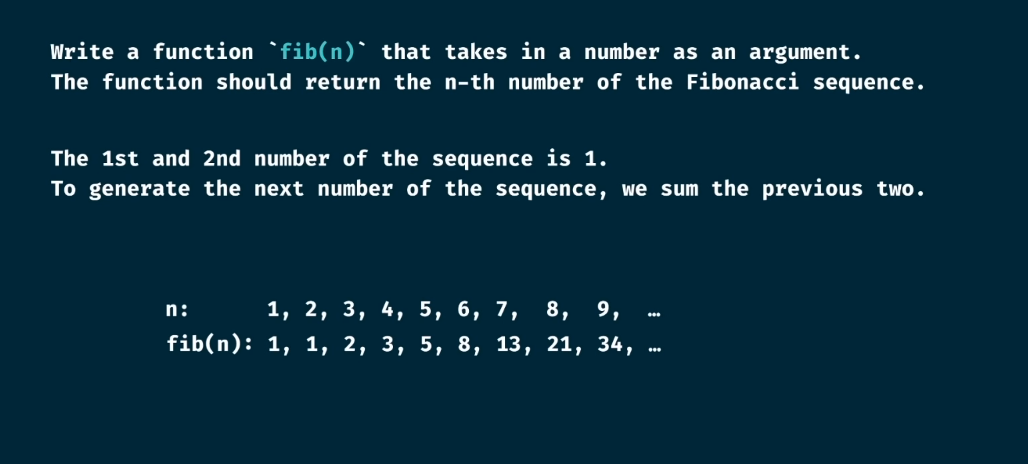 Write a function `fib(n)` that takes in a number as an argument.
The function should return the n-th number of the Fibonacci sequence.
The 1st and 2nd number of the sequence is 1.
To generate the next number of the sequence, we sum the previous two.
n: 1, 2, 3, 4, 5, 6, 7, 8, 9, …
fib(n): 1, 1, 2, 3, 5, 8, 13, 21, 34, …